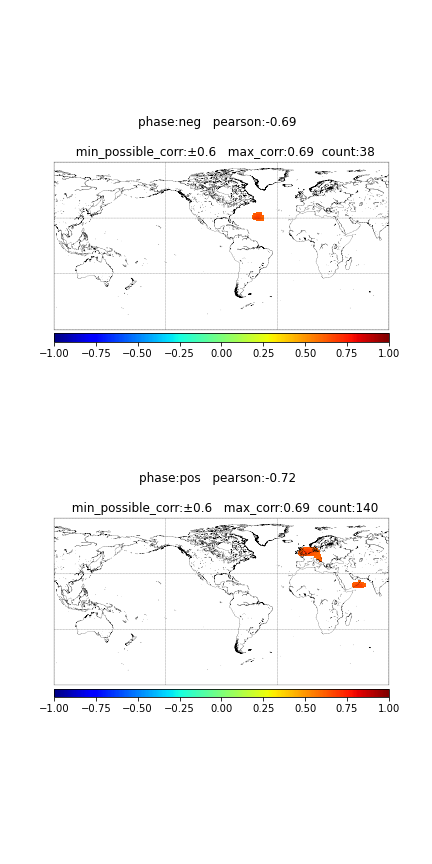 phase:neg   pearson:-0.69
min_possible_corr:±0.6   max_corr:0.69  count:38
−1.00 −0.75 −0.50 −0.25 0.00 0.25 0.50 0.75 1.00
phase:pos   pearson:-0.72
min_possible_corr:±0.6   max_corr:0.69  count:140
−1.00 −0.75 −0.50 −0.25 0.00 0.25 0.50 0.75 1.00